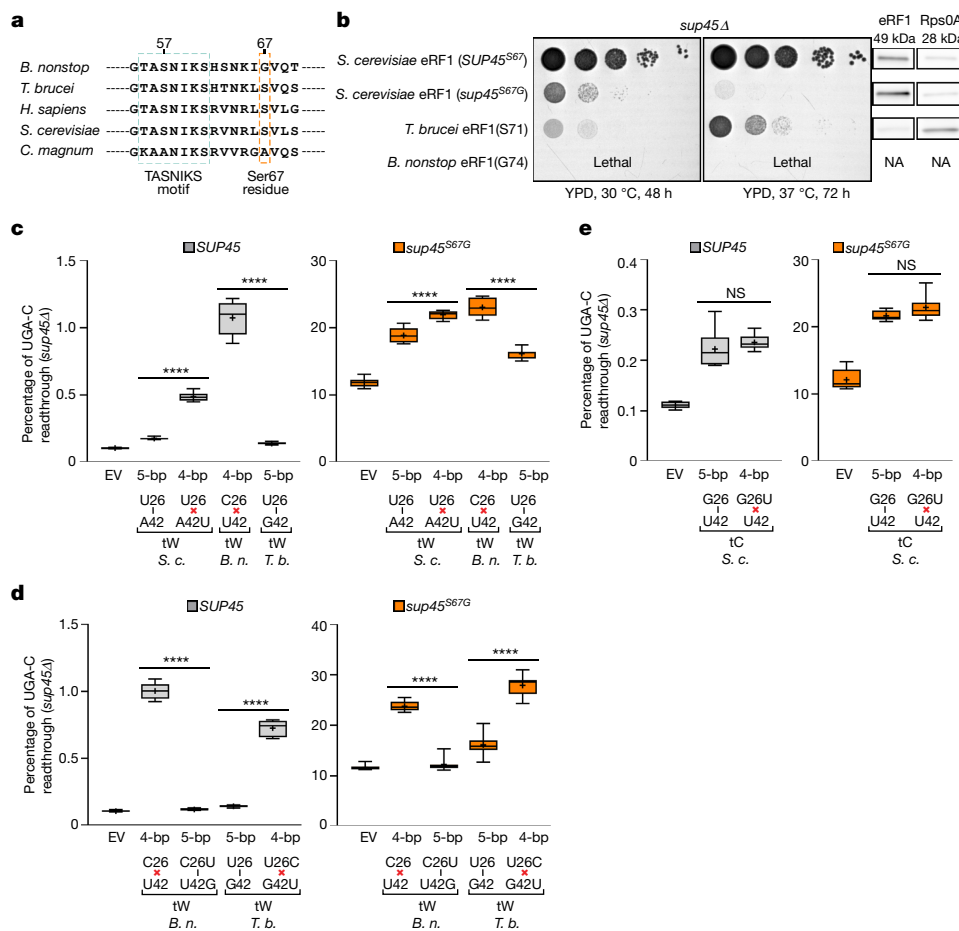 a
57 67
B. nonstop ----GTASNIKSHSNKLGVQT----
T. brucei ----GTASNIKSHTNKLSVQS----
H. sapiens ----GTASNIKSRVNRLSVLG----
S. cerevisiae ----GTASNIKSRVNRLSVLS----
C. magnum ----GKAANIKSRVVRGAVQS----
TASNIKS motif
Ser67 residue
b
sup45Δ
eRF1 49 kDa
Rps0A 28 kDa
S. cerevisiae eRF1 (SUP45S67)
S. cerevisiae eRF1 (sup45S67G)
T. brucei eRF1(S71)
B. nonstop eRF1(G74) Lethal Lethal NA NA
YPD, 30 °C, 48 h YPD, 37 °C, 72 h
c
SUP45
Percentage of UGA-C readthrough (sup45Δ)
1.5
1.0
0.5
0
****
****
EV 5-bp 4-bp 4-bp 5-bp
U26 U26 C26 U26
A42 A42U U42 G42
tW tW tW
S. c. B. n. T. b.
sup45S67G
30
20
10
0
****
****
EV 5-bp 4-bp 4-bp 5-bp
U26 U26 C26 U26
A42 A42U U42 G42
tW tW tW
S. c. B. n. T. b.
e
SUP45
Percentage of UGA-C readthrough (sup45Δ)
0.4
0.3
0.2
0.1
0
NS
EV 5-bp 4-bp
G26 G26U
U42 U42
tC
S. c.
sup45S67G
30
20
10
0
NS
EV 5-bp 4-bp
G26 G26U
U42 U42
tC
S. c.
d
SUP45
Percentage of UGA-C readthrough (sup45Δ)
1.5
1.0
0.5
0
****
****
EV 4-bp 5-bp 5-bp 4-bp
C26 C26U U26 U26C
U42 U42G G42 G42U
tW tW
B. n. T. b.
sup45S67G
40
30
20
10
0
****
****
EV 4-bp 5-bp 5-bp 4-bp
C26 C26U U26 U26C
U42 U42G G42 G42U
tW tW
B. n. T. b.